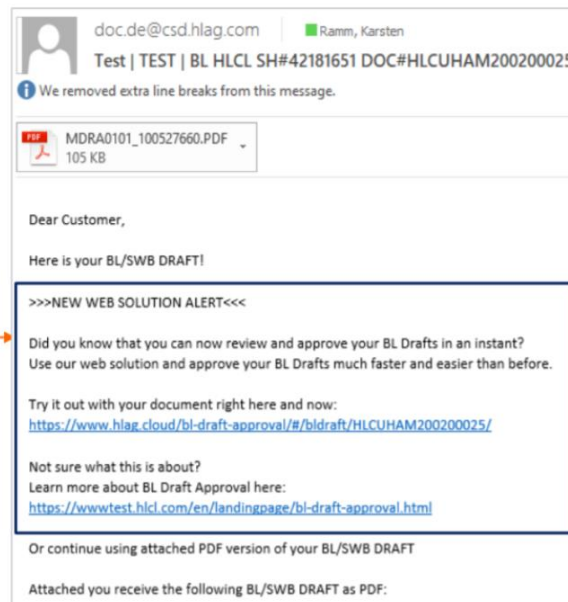 doc.de@csd.hlag.com Ramm, Karsten
Test | TEST | BL HLCL SH#42181651 DOC#HLCUHAM200200025
We removed extra line breaks from this message.
PDF MDRA0101_100527660.PDF
105 KB
Dear Customer,
Here is your BL/SWB DRAFT!
>>>NEW WEB SOLUTION ALERT<<<
Did you know that you can now review and approve your BL Drafts in an instant?
Use our web solution and approve your BL Drafts much faster and easier than before.
Try it out with your document right here and now:
https://www.hlag.cloud/bl-draft-approval/#/bldraft/HLCUHAM200200025/
Not sure what this is about?
Learn more about BL Draft Approval here:
https://wwwtest.hlcl.com/en/landingpage/bl-draft-approval.html
Or continue using attached PDF version of your BL/SWB DRAFT
Attached you receive the following BL/SWB DRAFT as PDF: